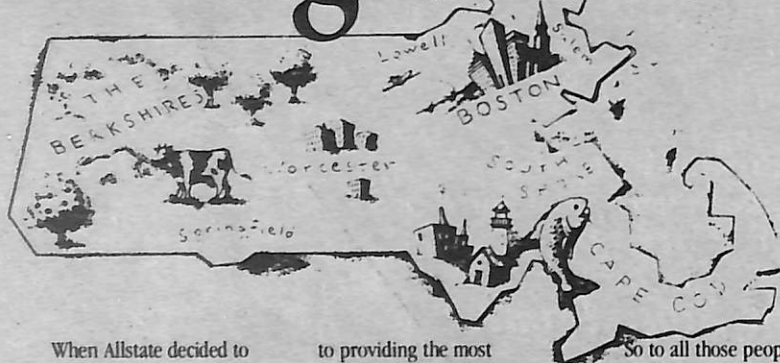 Lowell
Salem
THE
BERKSHIRES
BOSTON
Worcester
SOUTH
SHORE
Springfield
CAPE COD
When Allstate decided to
to providing the most
So to all those peop